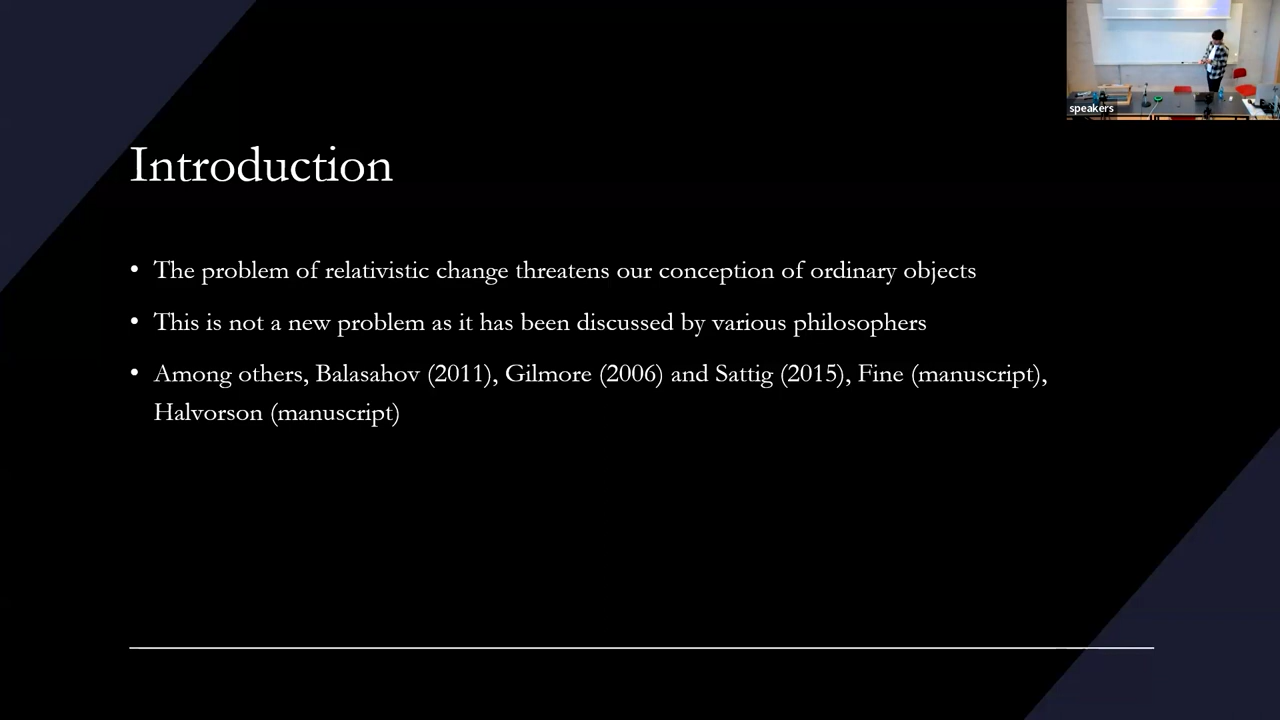 speakers
Introduction
• The problem of relativistic change threatens our conception of ordinary objects
• This is not a new problem as it has been discussed by various philosophers
• Among others, Balasahov (2011), Gilmore (2006) and Sattig (2015), Fine (manuscript),
Halvorson (manuscript)